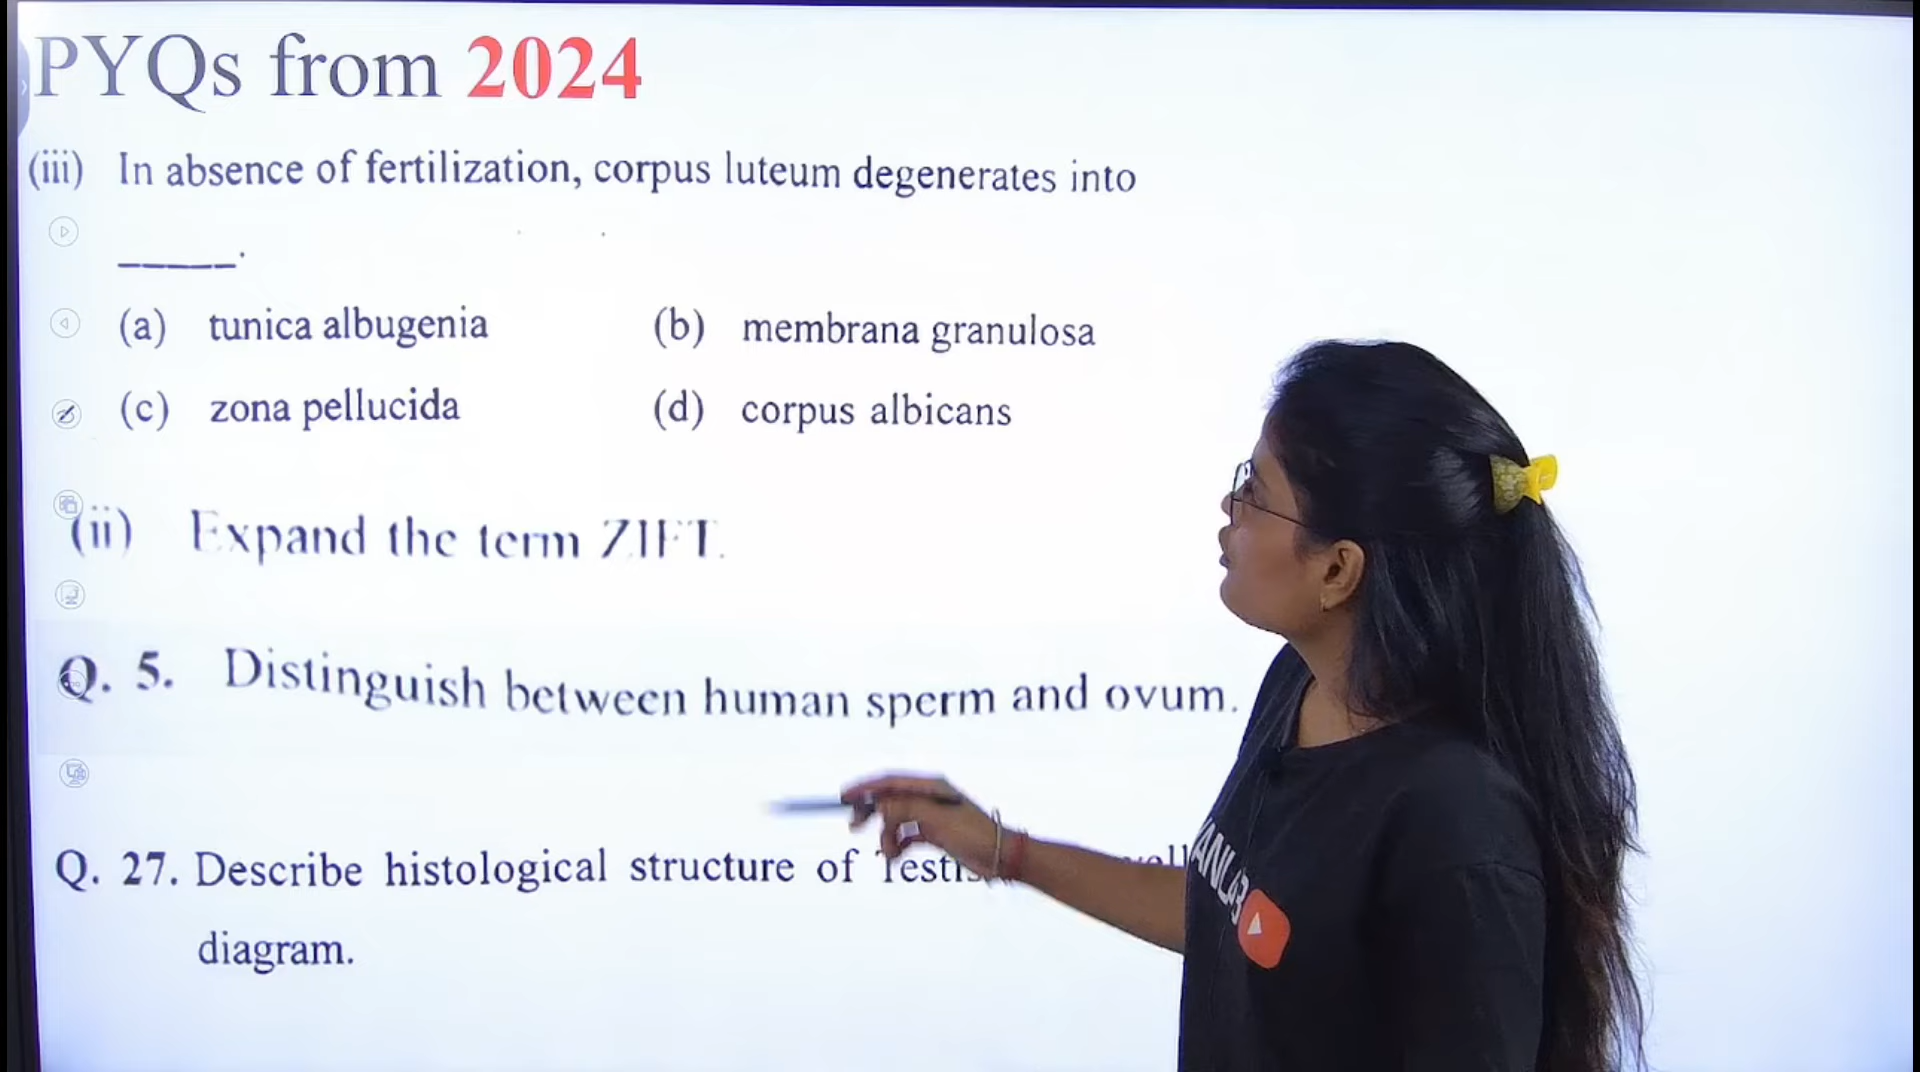 PYQs from 2024
(iii) In absence of fertilization, corpus luteum degenerates into
_____.
(a) tunica albugenia (b) membrana granulosa
(c) zona pellucida (d) corpus albicans
(ii) Expand the term ZIFT.
Q. 5. Distinguish between human sperm and ovum.
Q. 27. Describe histological structure of
diagram.